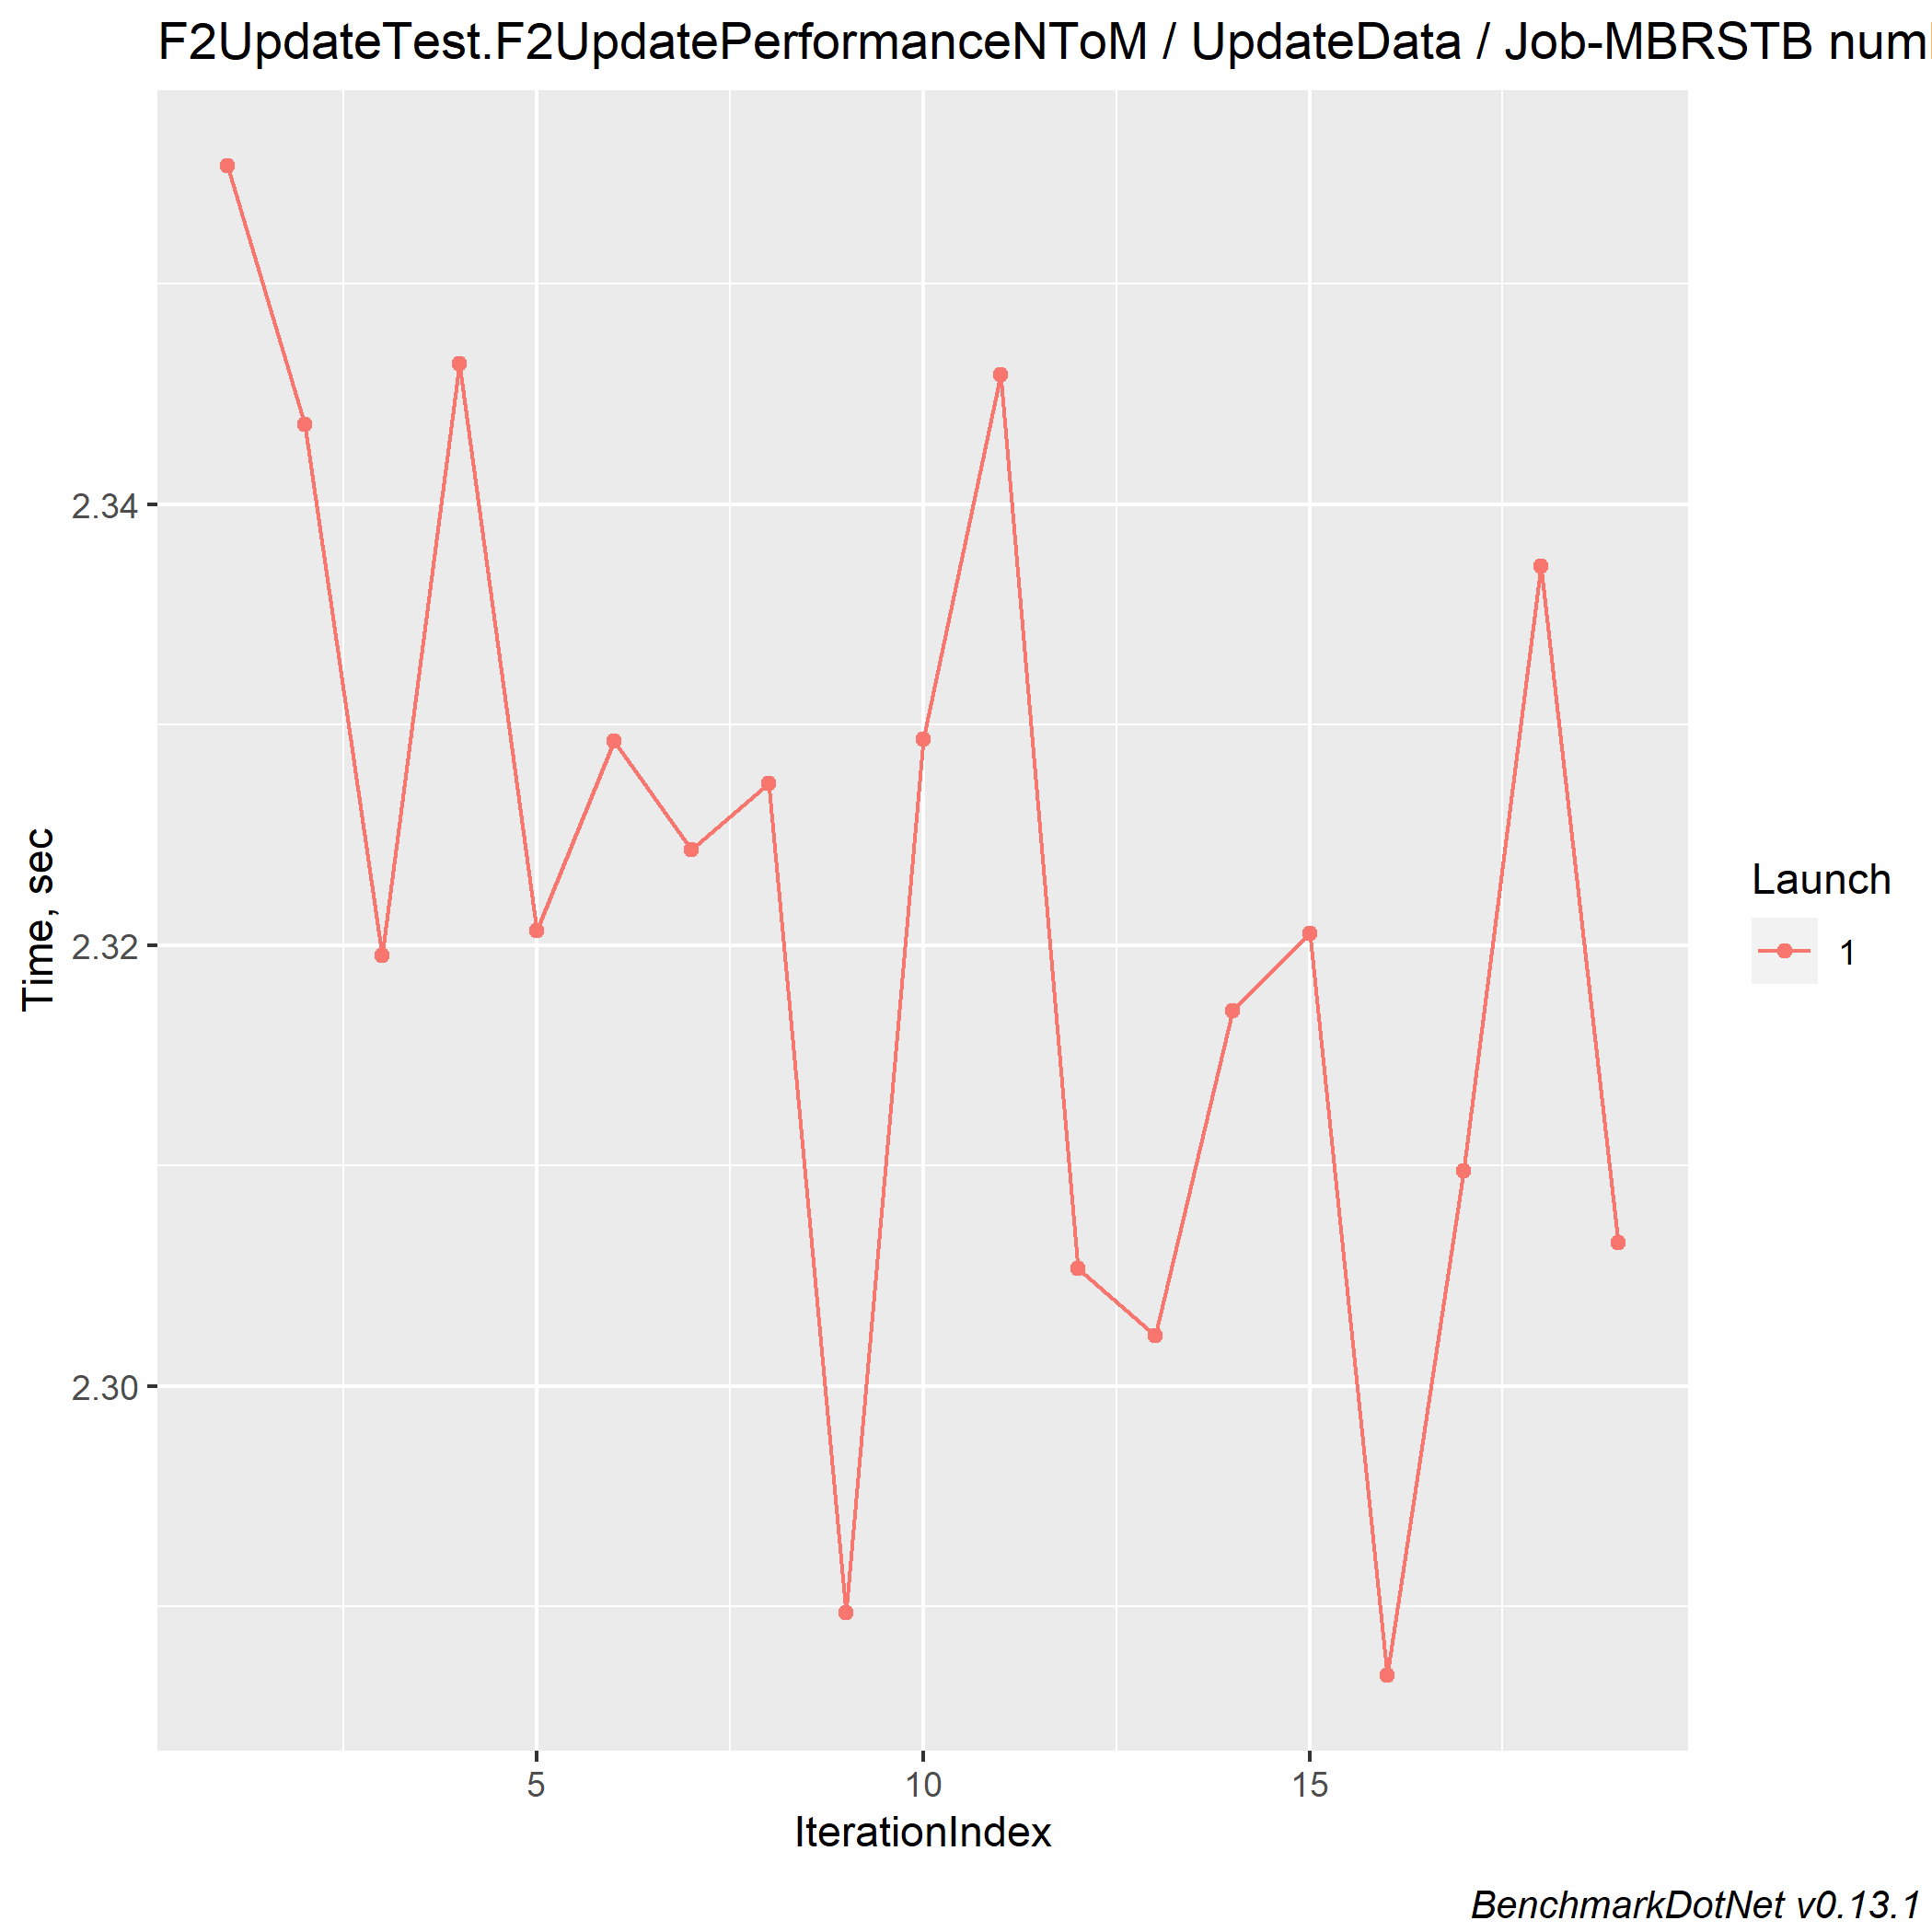 F2UpdateTest.F2UpdatePerformanceNToM / UpdateData / Job-MBRSTB
2.34
2.32
2.30
Time, sec
5 10 15
IterationIndex
Launch
1
BenchmarkDotNet v0.13.1